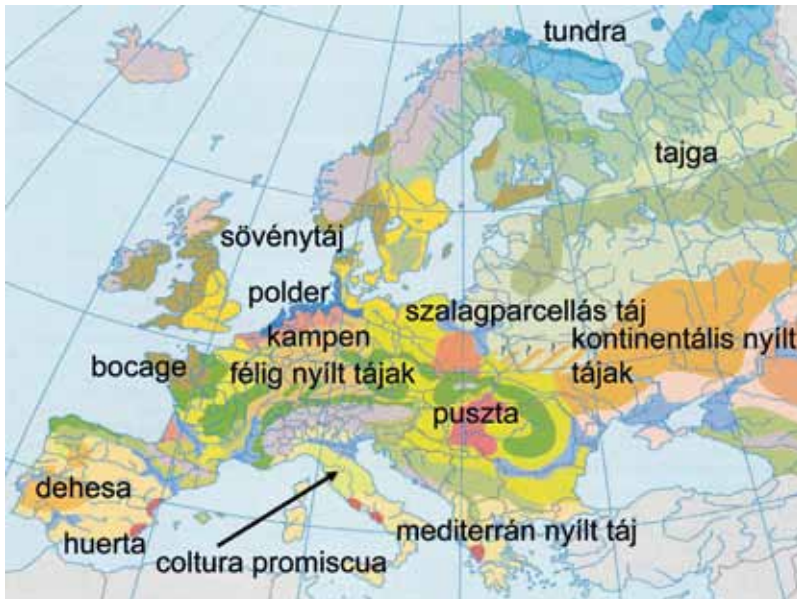 tundra
tajga
sövénytáj
polder
szalagparcellás táj
kampen
kontinentális nyílt
tájak
bocage
félig nyílt tájak
puszta
dehesa
huerta
mediterrán nyílt táj
coltura promiscua